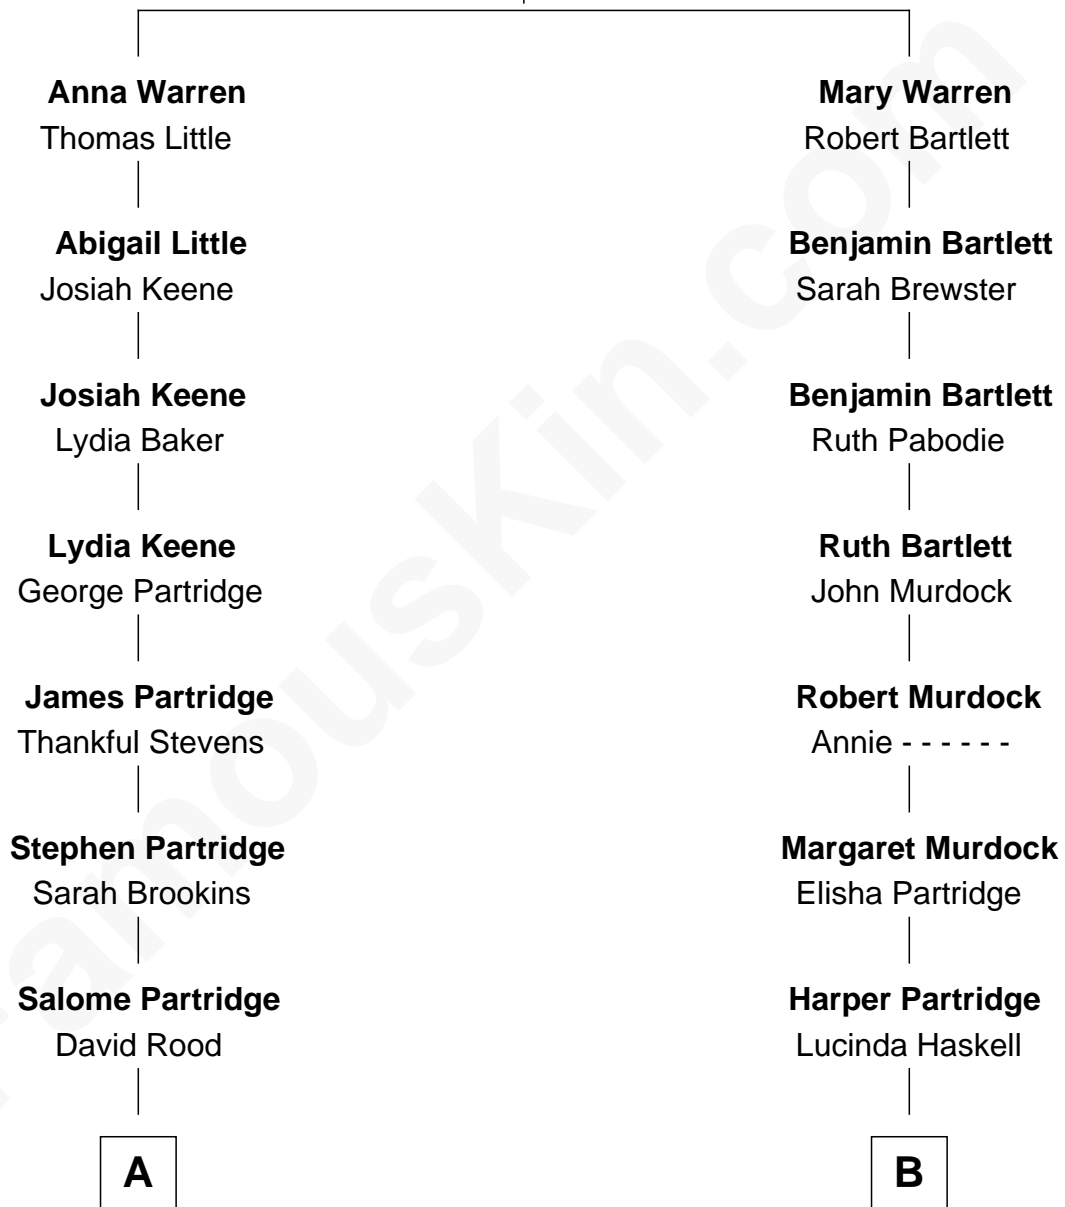 Anna Warren
Thomas Little
Abigail Little
Josiah Keene
Josiah Keene
Lydia Baker
Lydia Keene
George Partridge
James Partridge
Thankful Stevens
Stephen Partridge
Sarah Brookins
Salome Partridge
David Rood
A
Mary Warren
Robert Bartlett
Benjamin Bartlett
Sarah Brewster
Benjamin Bartlett
Ruth Pabodie
Ruth Bartlett
John Murdock
Robert Murdock
Annie - - - - - -
Margaret Murdock
Elisha Partridge
Harper Partridge
Lucinda Haskell
B
FamousKin.com